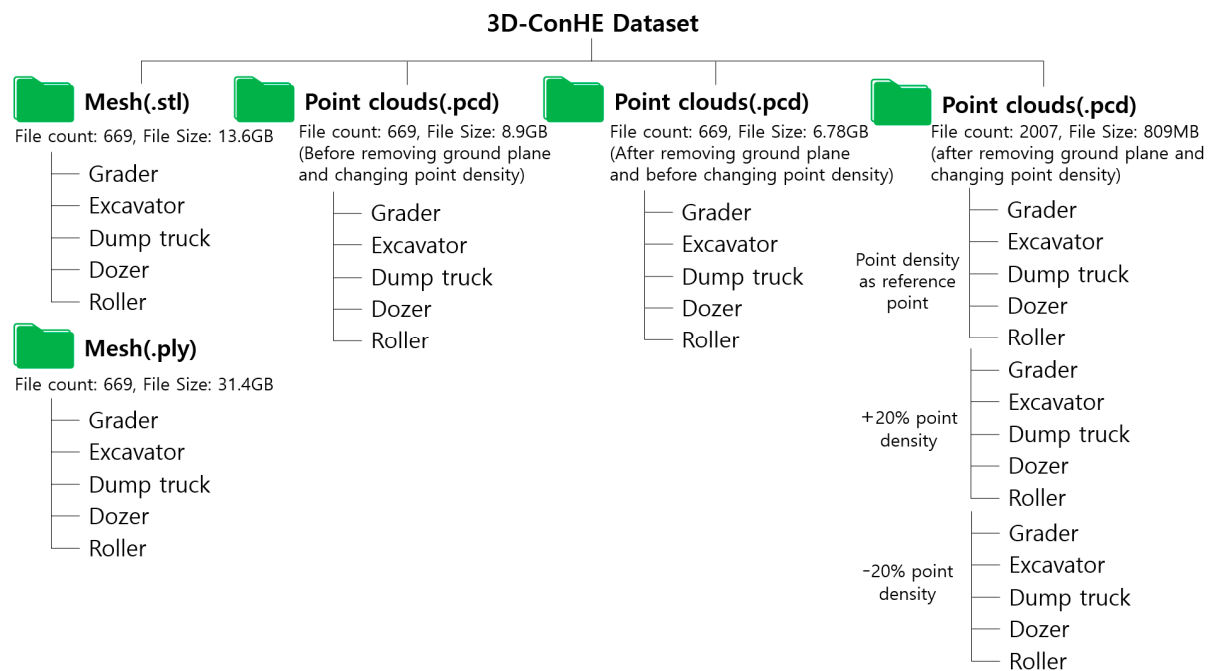 3D-ConHE Dataset
Mesh(.stl)
File count: 669, File Size: 13.6GB
Grader
Excavator
Dump truck
Dozer
Roller
Mesh(.ply)
File count: 669, File Size: 31.4GB
Grader
Excavator
Dump truck
Dozer
Roller
Point clouds(.pcd)
File count: 669, File Size: 8.9GB
(Before removing ground plane
and changing point density)
Grader
Excavator
Dump truck
Dozer
Roller
Point clouds(.pcd)
File count: 669, File Size: 6.78GB
(After removing ground plane
and before changing point density)
Grader
Excavator
Dump truck
Dozer
Roller
Point clouds(.pcd)
File count: 2007, File Size: 809MB
(after removing ground plane and
changing point density)
Point density
as reference
point
Grader
Excavator
Dump truck
Dozer
Roller
+20% point
density
Grader
Excavator
Dump truck
Dozer
Roller
-20% point
density
Grader
Excavator
Dump truck
Dozer
Roller